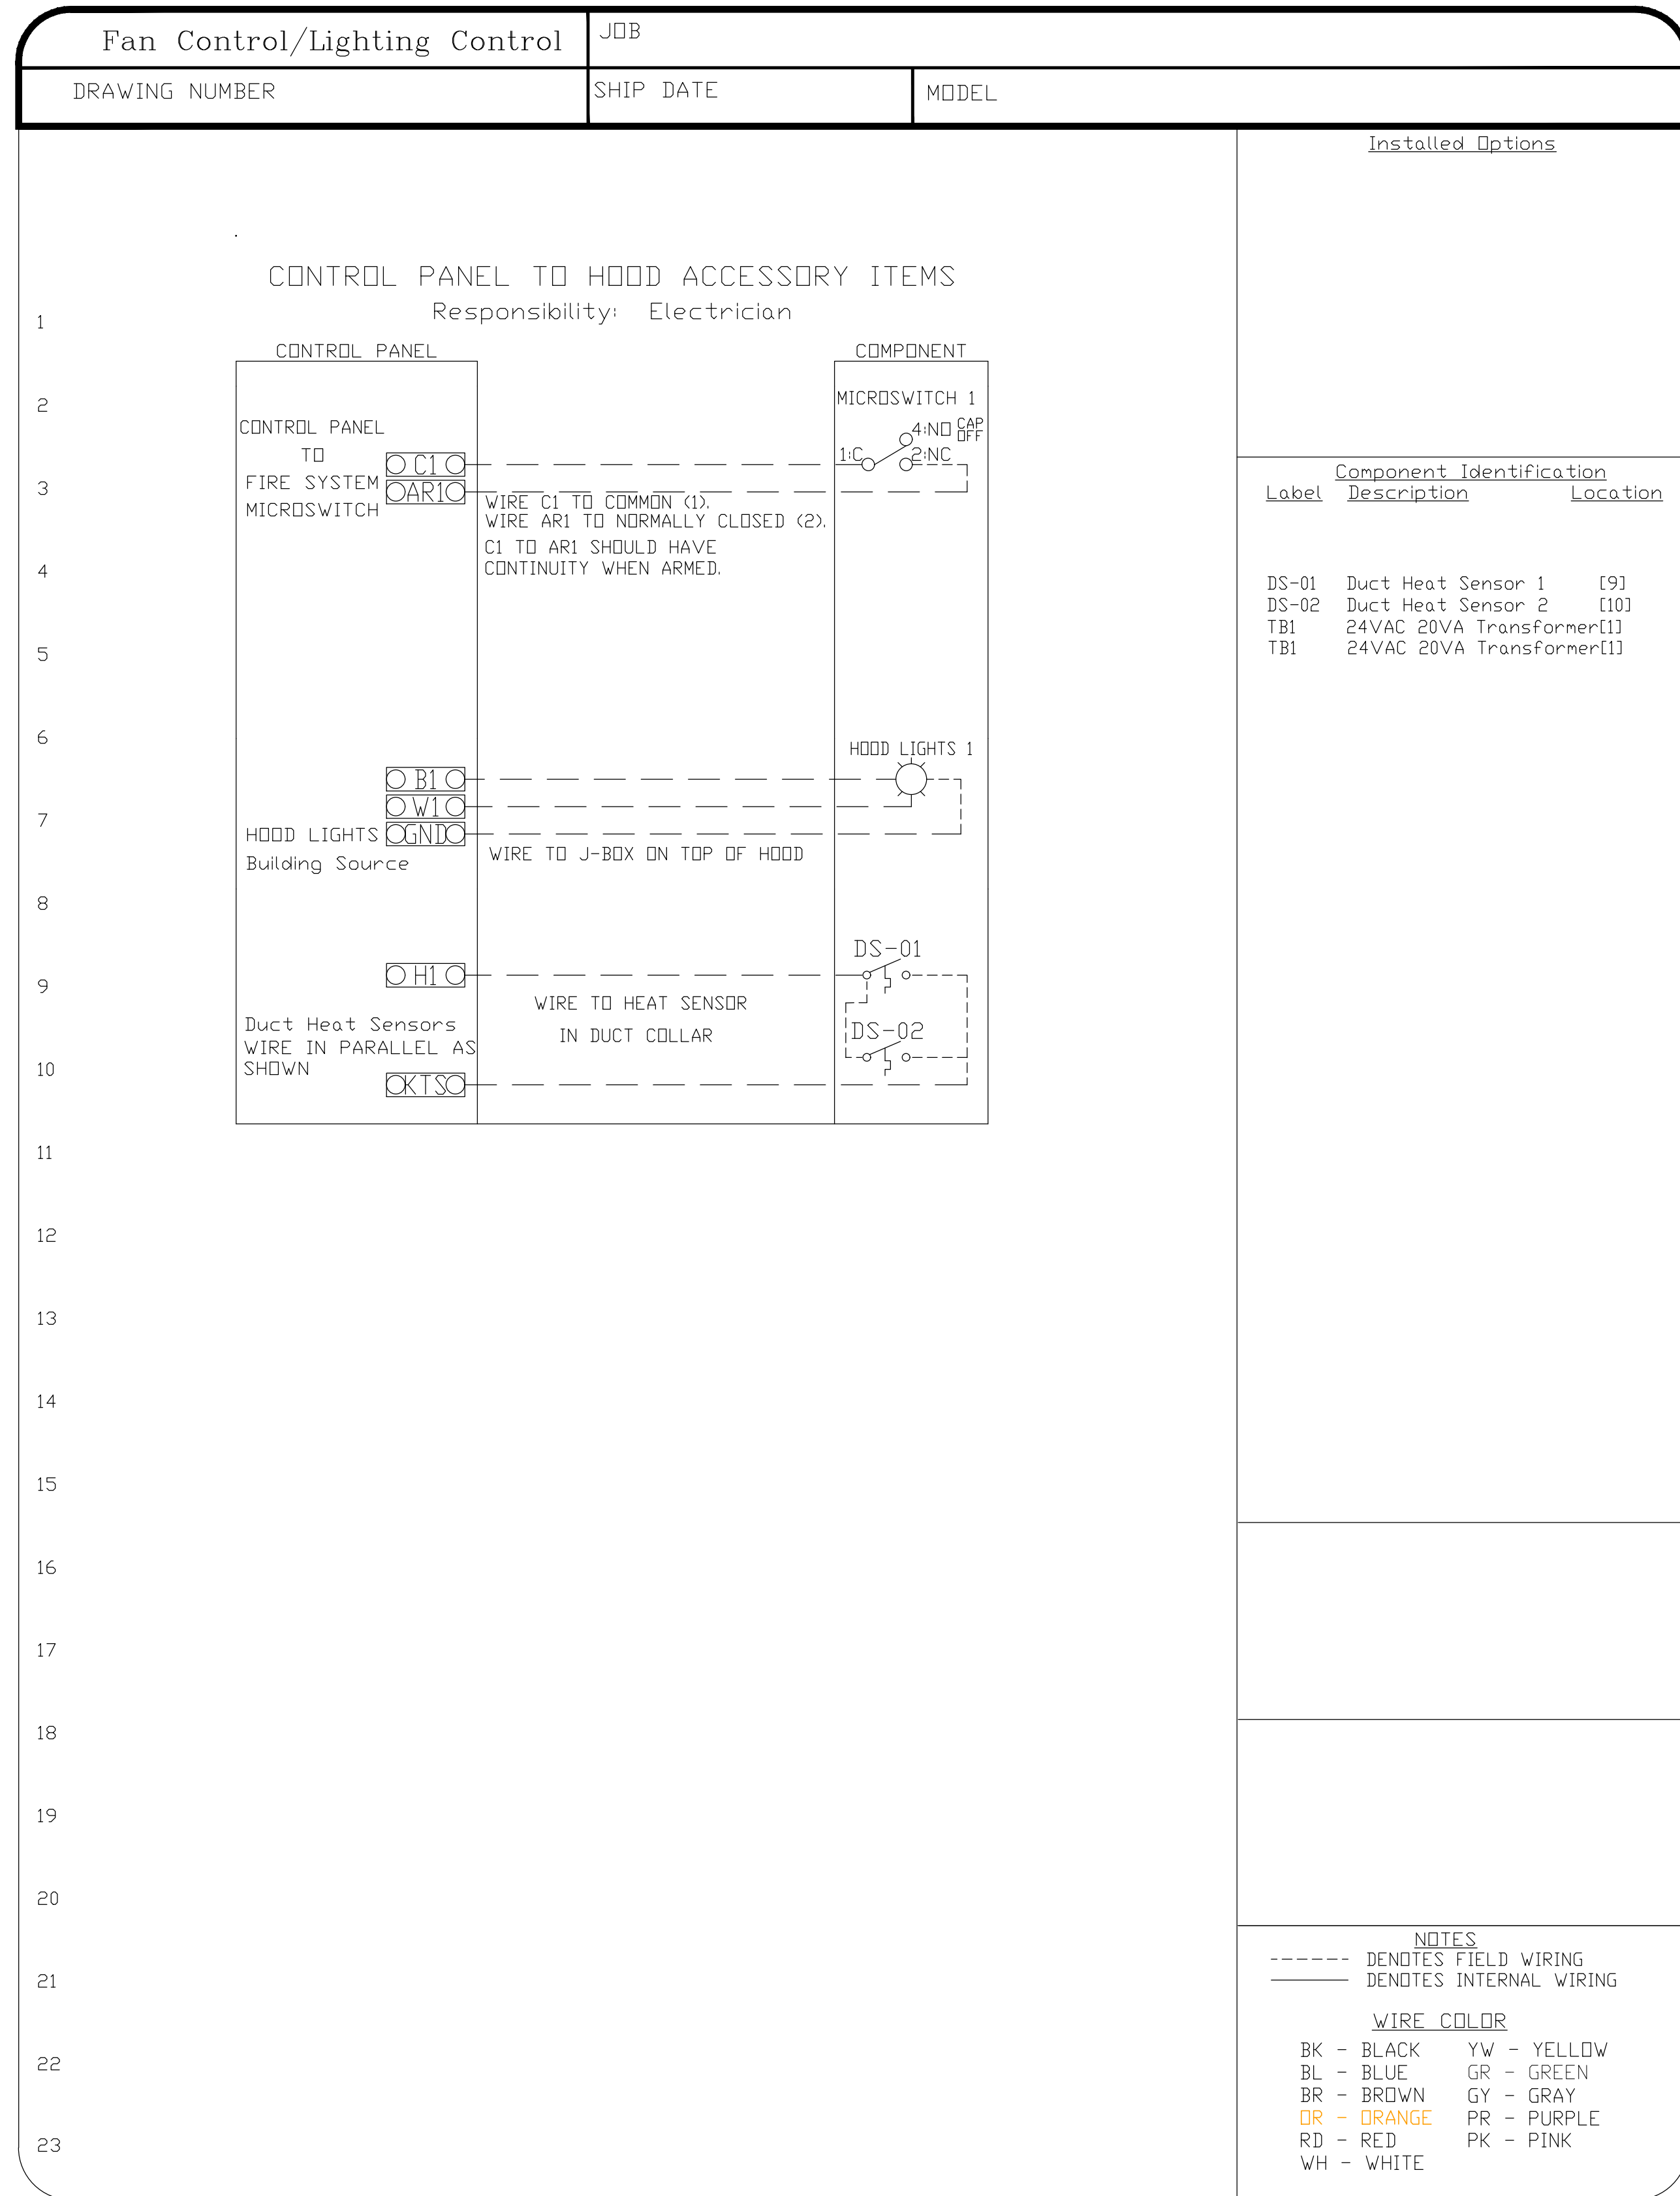 Fan Control/Lighting Control
JOB
DRAWING NUMBER
SHIP DATE
MODEL
Installed Options
CONTROL PANEL TO HOOD ACCESSORY ITEMS
Responsibility: Electrician
CONTROL PANEL
COMPONENT
MICROSWITCH 1
CONTROL PANEL
TO
FIRE SYSTEM
MICROSWITCH
C1
AR1
1:C
4:NO CAP OFF
2:NC
WIRE C1 TO COMMON (1).
WIRE AR1 TO NORMALLY CLOSED (2).
C1 TO AR1 SHOULD HAVE
CONTINUITY WHEN ARMED.
HOOD LIGHTS 1
B1
W1
HOOD LIGHTS GND
Building Source
WIRE TO J-BOX ON TOP OF HOOD
DS-01
H1
WIRE TO HEAT SENSOR
IN DUCT COLLAR
DS-02
Duct Heat Sensors
WIRE IN PARALLEL AS
SHOWN
KTS
1
2
3
4
5
6
7
8
9
10
11
12
13
14
15
16
17
18
19
20
21
22
23
Component Identification
Label Description Location
DS-01 Duct Heat Sensor 1 [9]
DS-02 Duct Heat Sensor 2 [10]
TB1 24VAC 20VA Transformer[1]
TB1 24VAC 20VA Transformer[1]
NOTES
DENOTES FIELD WIRING
DENOTES INTERNAL WIRING
WIRE COLOR
BK - BLACK YW - YELLOW
BL - BLUE GR - GREEN
BR - BROWN GY - GRAY
OR - ORANGE PR - PURPLE
RD - RED PK - PINK
WH - WHITE